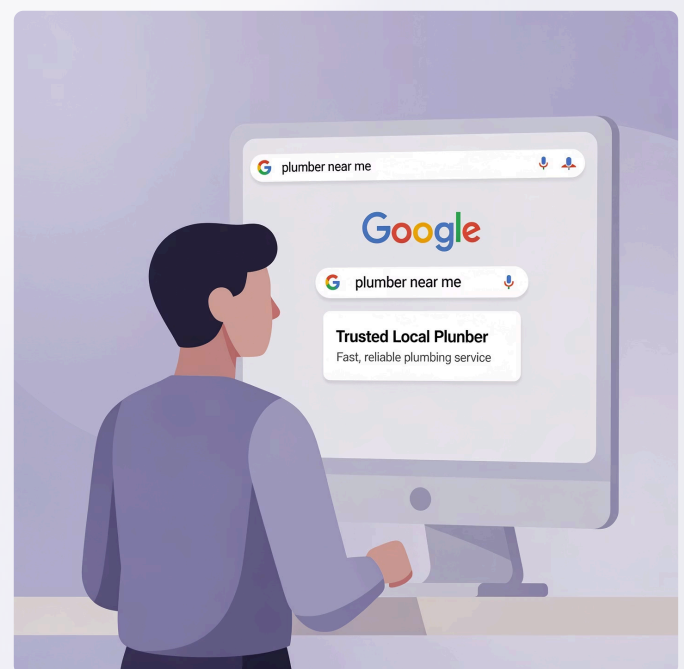 G plumber near me
Google
G plumber near me
Trusted Local Plunber
Fast, reliable plumbing service